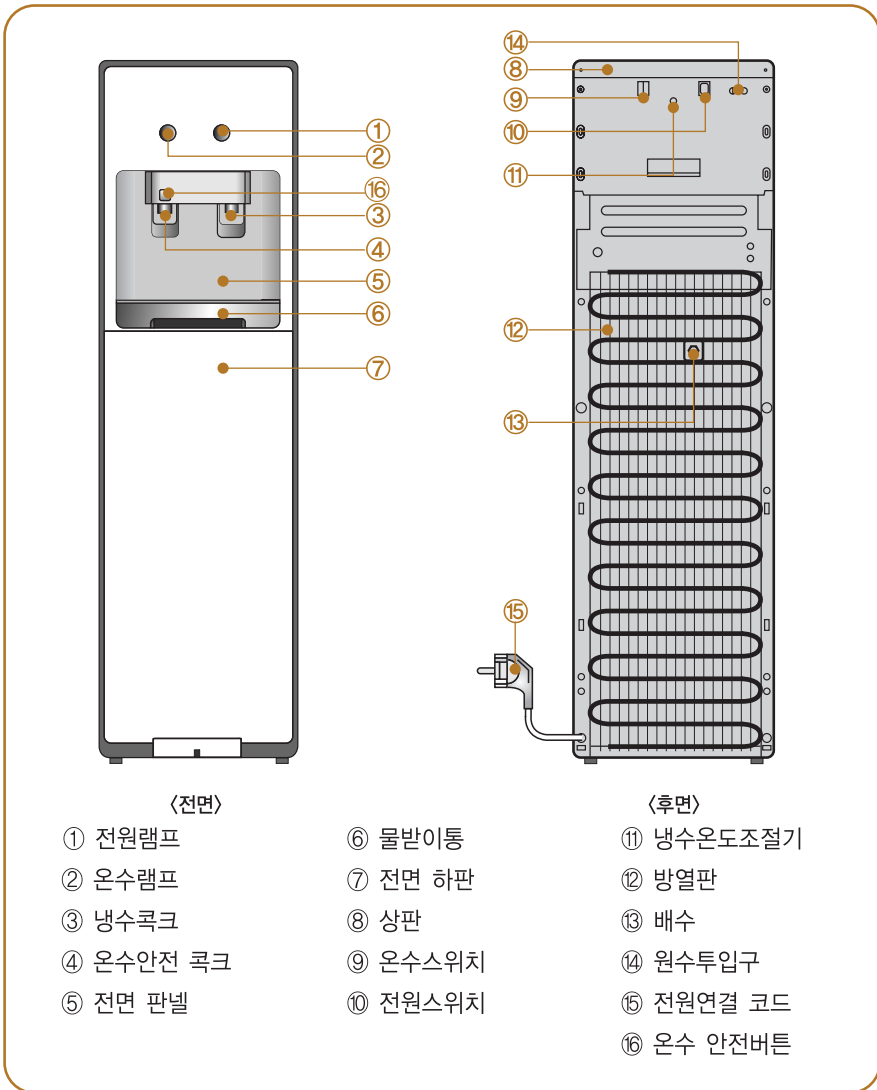 ①
②
⑯
③
④
⑤
⑥
⑦
⑭
⑧
⑨
⑩
⑪
⑫
⑬
⑮
〈전면〉
〈후면〉
① 전원램프
② 온수램프
③ 냉수콕크
④ 온수안전 콕크
⑤ 전면 판넬
⑥ 물받이통
⑦ 전면 하판
⑧ 상판
⑨ 온수스위치
⑩ 전원스위치
⑪ 냉수온도조절기
⑫ 방열판
⑬ 배수
⑭ 원수투입구
⑮ 전원연결 코드
⑯ 온수 안전버튼